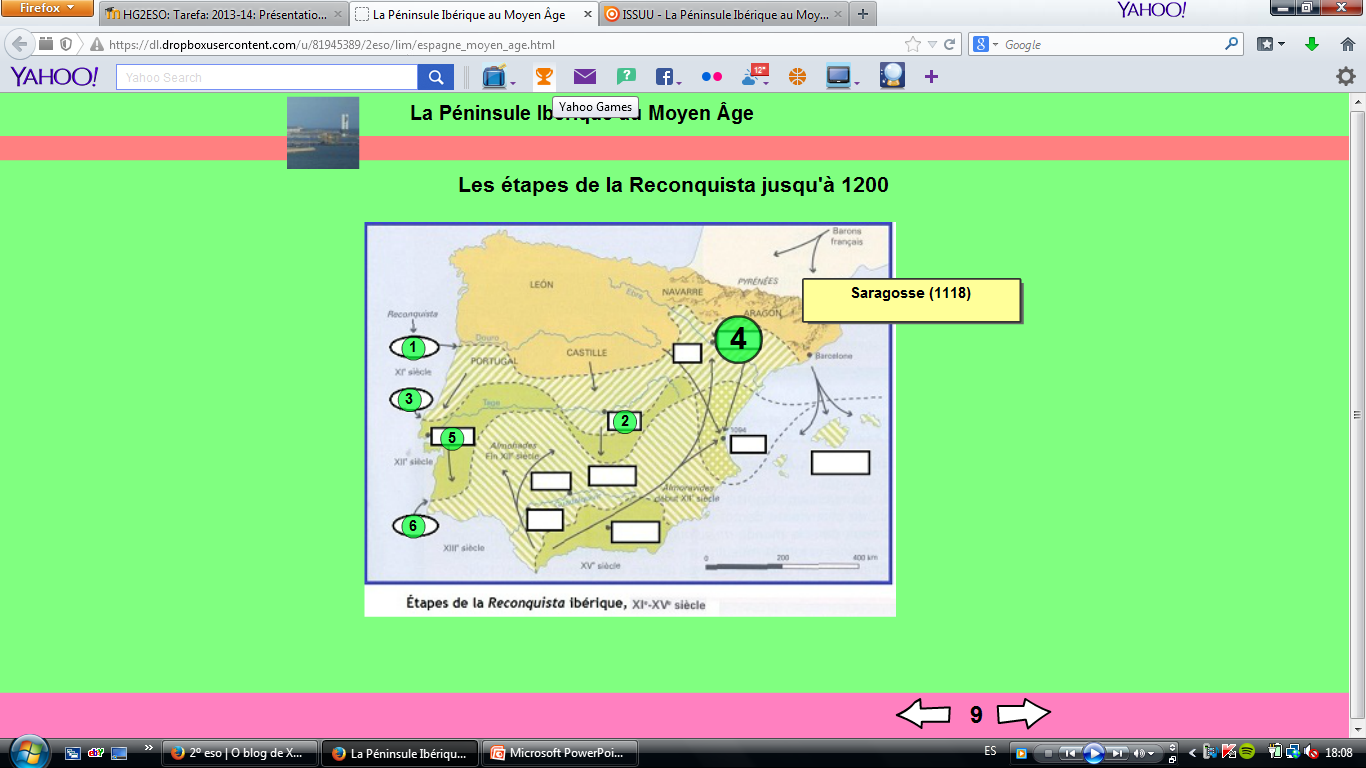 Firefox
HG2ESO: Tarefa: 2013-14: Présentatio...
La Péninsule Ibérique au Moyen Âge
ISSUU - La Péninsule Ibérique au Moy...
YAHOO!
https://dl.dropboxusercontent.com/u/81945389/2eso/lim/espagne_moyen_age.html
Google
YAHOO!
Yahoo Search
12°
Yahoo Games
La Péninsule Ibérique au Moyen Âge
Les étapes de la Reconquista jusqu'à 1200
Barons
français
PYRÉNÉES
LEÓN
NAVARRE
Ebre
Saragosse (1118)
ARAGON
Reconquista
Douro
1
4
PORTUGAL
CASTILLE
Barcelone
XIe siècle
3
Tage
2
5
1094
Almohades
Fin XIIe siècle
XIIe siècle
Almoravides
début XIIe siècle
Guadalquivir
6
XIIIe siècle
XVe siècle
0 200 400 km
Étapes de la Reconquista ibérique, XIe-XVe siècle
9
2º eso | O blog de X...
La Péninsule Ibériqu...
Microsoft PowerPoi...
ES
18:08